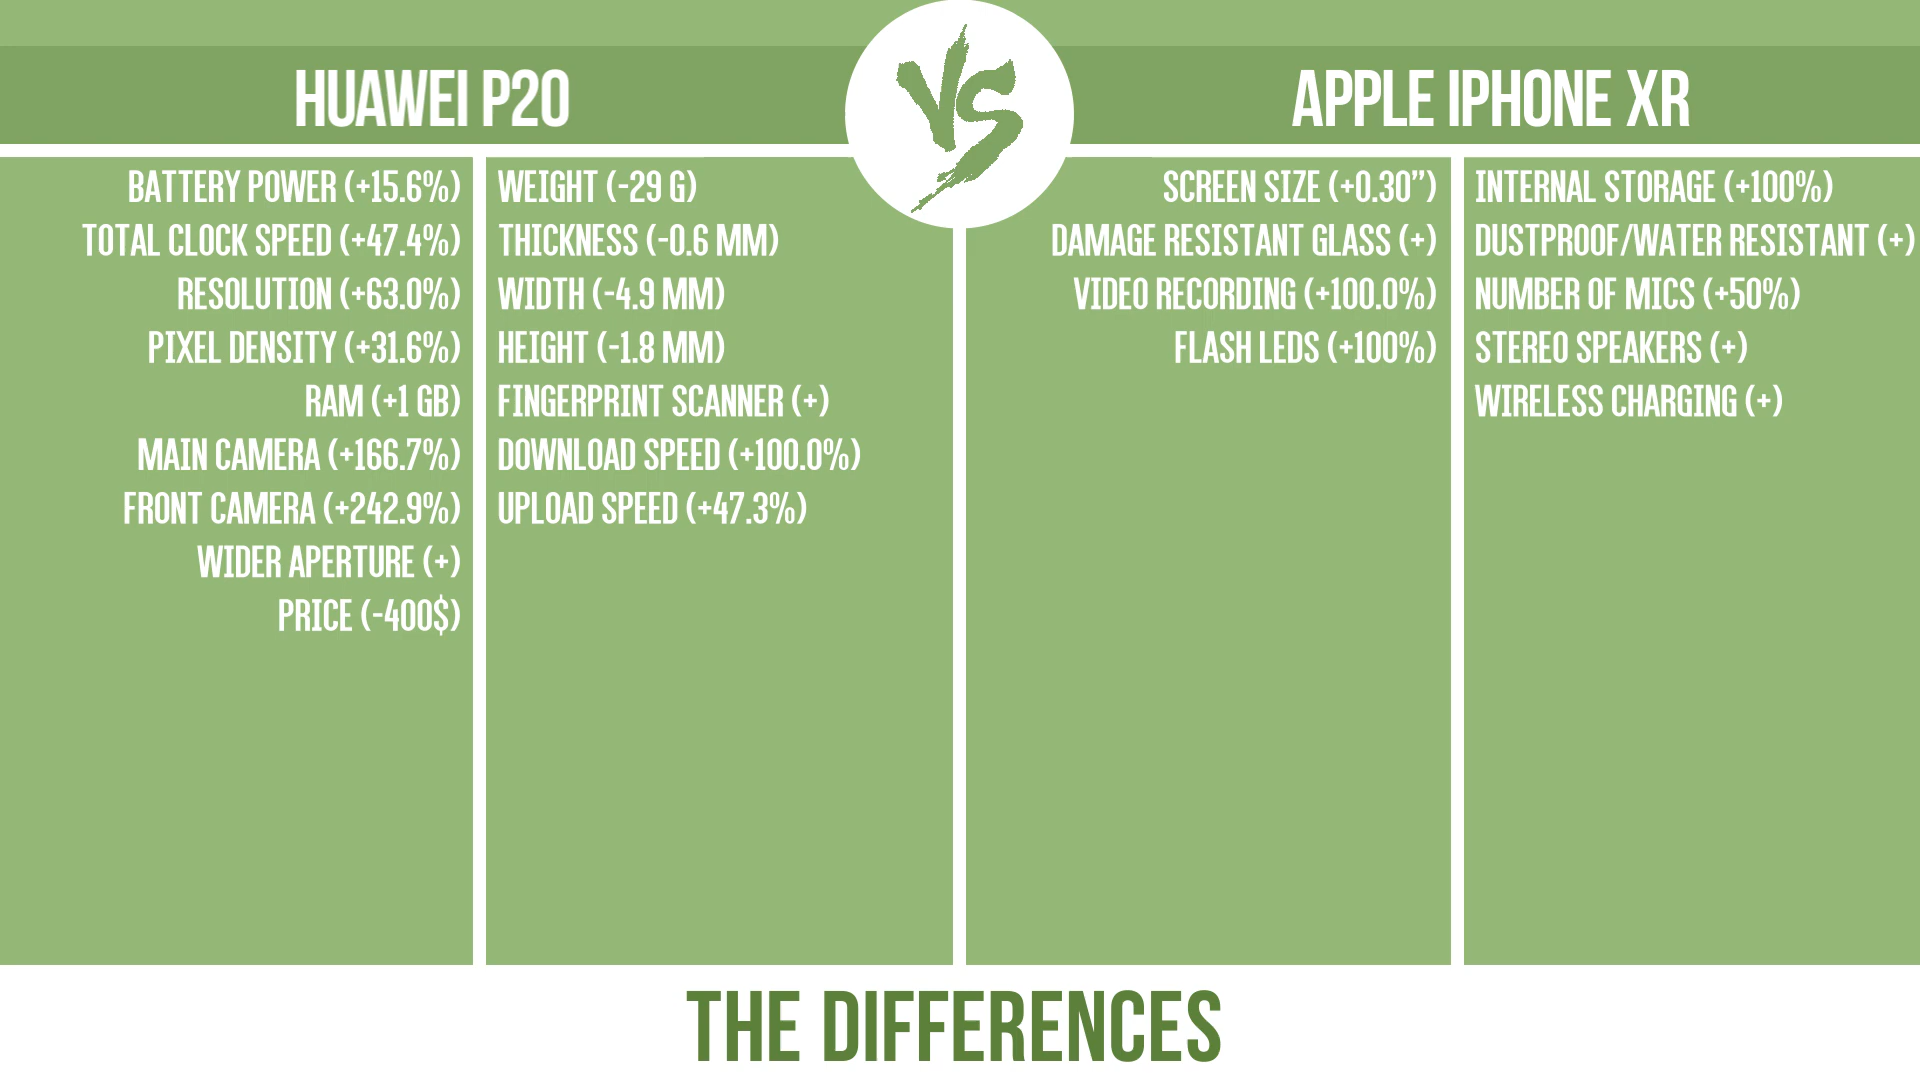 HUAWEI P20
VS
APPLE IPHONE XR
BATTERY POWER (+15.6%)
TOTAL CLOCK SPEED (+47.4%)
RESOLUTION (+63.0%)
PIXEL DENSITY (+31.6%)
RAM (+1 GB)
MAIN CAMERA (+166.7%)
FRONT CAMERA (+242.9%)
WIDER APERTURE (+)
PRICE (-400$)
WEIGHT (-29 G)
THICKNESS (-0.6 MM)
WIDTH (-4.9 MM)
HEIGHT (-1.8 MM)
FINGERPRINT SCANNER (+)
DOWNLOAD SPEED (+100.0%)
UPLOAD SPEED (+47.3%)
SCREEN SIZE (+0.30”)
DAMAGE RESISTANT GLASS (+)
VIDEO RECORDING (+100.0%)
FLASH LEDS (+100%)
INTERNAL STORAGE (+100%)
DUSTPROOF/WATER RESISTANT (+)
NUMBER OF MICS (+50%)
STEREO SPEAKERS (+)
WIRELESS CHARGING (+)
THE DIFFERENCES